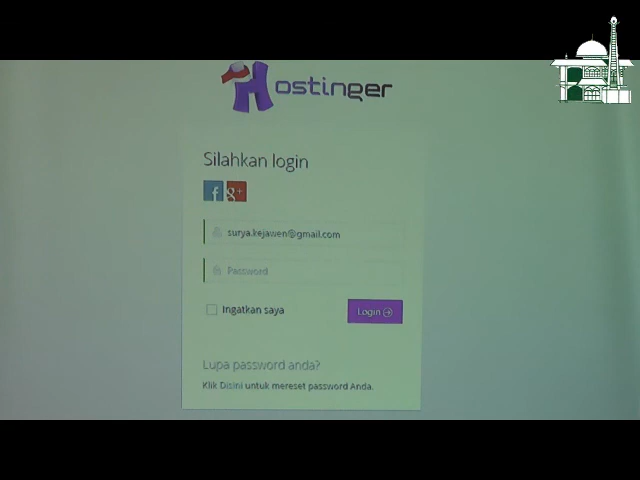 Hostinger
Silahkan login
f g+
surya.kejawen@gmail.com
Password
Ingatkan saya
Login
Lupa password anda?
Klik Disini untuk mereset password Anda.